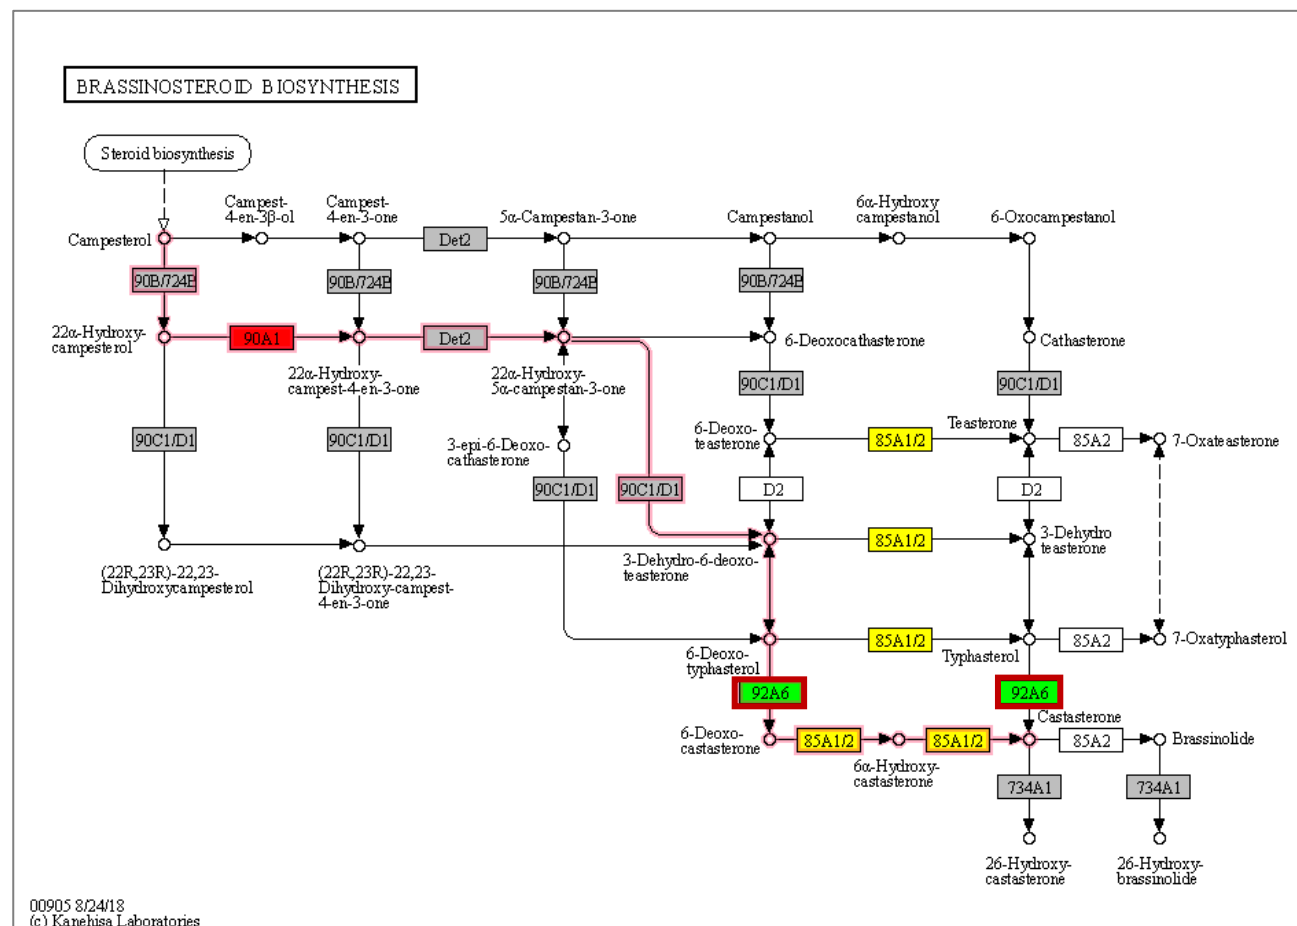 BRASSINOSTEROID BIOSYNTHESIS
Steroid biosynthesis
Campest-
4-en-3β-ol
Campest-
4-en-3-one
5α-Campestan-3-one
Campestanol
6α-Hydroxy
campestanol
6-Oxocampestanol
Campesterol
Det2
90B/724B
90B/724B
90B/724B
90B/724B
22α-Hydroxy-
campesterol
90A1
Det2
6-Deoxocathasterone
Cathasterone
22α-Hydroxy-
campest-4-en-3-one
22α-Hydroxy-
5α-campestan-3-one
90C1/D1
90C1/D1
90C1/D1
90C1/D1
3-epi-6-Deoxo-
cathasterone
6-Deoxo-
teasterone
85A1/2
Teasterone
85A2
7-Oxateasterone
90C1/D1
90C1/D1
D2
D2
85A1/2
3-Dehydro
teasterone
3-Dehydro-6-deoxo-
teasterone
(22R,23R)-22,23-
Dihydroxycampesterol
(22R,23R)-22,23-
Dihydroxy-campest-
4-en-3-one
6-Deoxo-
typhasterol
85A1/2
Typhasterol
85A2
7-Oxatyphasterol
92A6
92A6
6-Deoxo-
castasterone
85A1/2
6α-Hydroxy-
castasterone
85A1/2
Castasterone
85A2
Brassinolide
734A1
734A1
26-Hydroxy-
castasterone
26-Hydroxy-
brassinolide
00905 8/24/18
(c) Kanehisa Laboratories